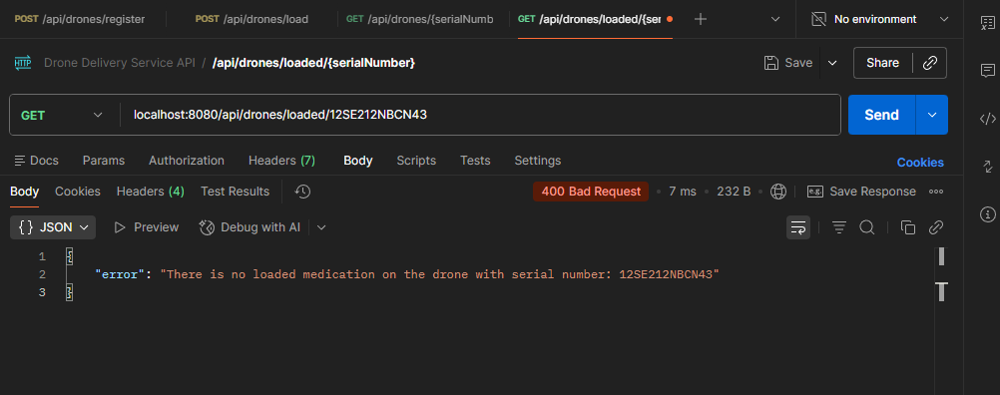 POST /api/drones/register POST /api/drones/load GET /api/drones/{serialNumb GET /api/drones/loaded/{ser No environment
HTTP Drone Delivery Service API / /api/drones/loaded/{serialNumber} Save Share
GET localhost:8080/api/drones/loaded/12SE212NBCN43 Send
Docs Params Authorization Headers (7) Body Scripts Tests Settings Cookies
Body Cookies Headers (4) Test Results 400 Bad Request • 7 ms • 232 B • e.g. Save Response
{} JSON Preview Debug with AI
1 {
2 "error": "There is no loaded medication on the drone with serial number: 12SE212NBCN43"
3 }